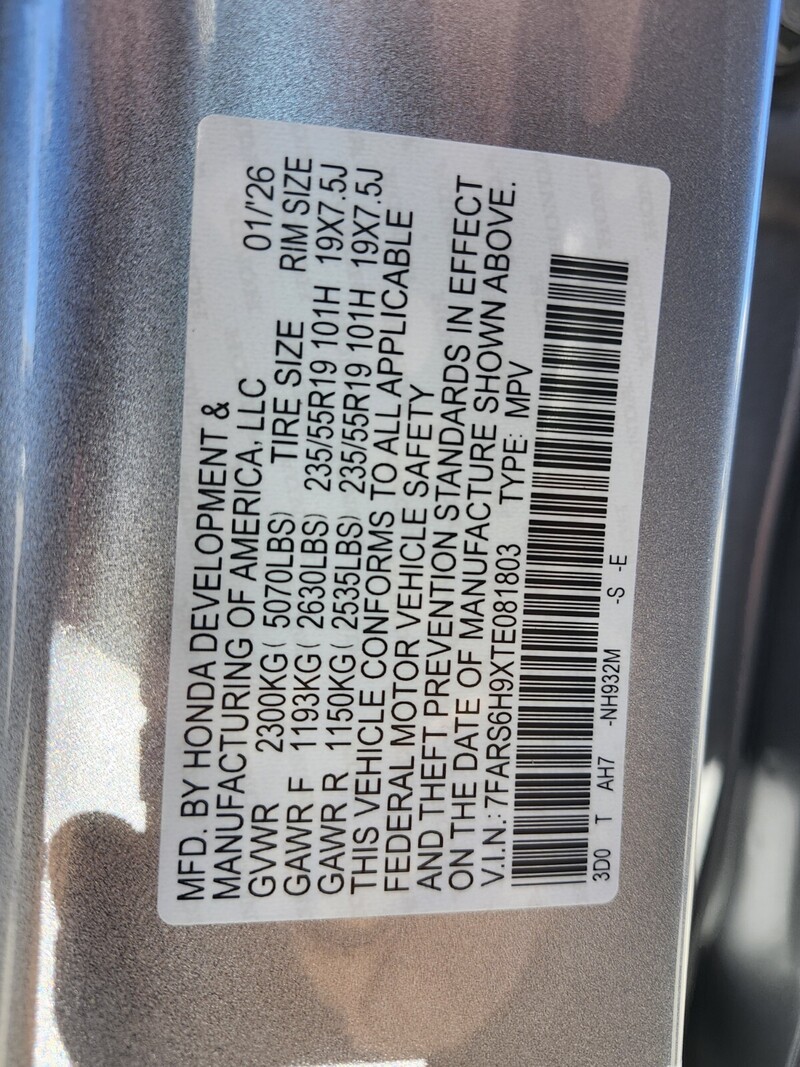 MFD. BY HONDA DEVELOPMENT &
MANUFACTURING OF AMERICA, LLC 01/'26
GVWR 2300KG( 5070LBS) TIRE SIZE RIM SIZE
GAWR F 1193KG( 2630LBS) 235/55R19 101H 19X7.5J
GAWR R 1150KG( 2535LBS) 235/55R19 101H 19X7.5J
THIS VEHICLE CONFORMS TO ALL APPLICABLE
FEDERAL MOTOR VEHICLE SAFETY
AND THEFT PREVENTION STANDARDS IN EFFECT
ON THE DATE OF MANUFACTURE SHOWN ABOVE.
V.I.N.: 7FARS6H9XTE081803 TYPE: MPV
3D0 T AH7 -NH932M -S -E